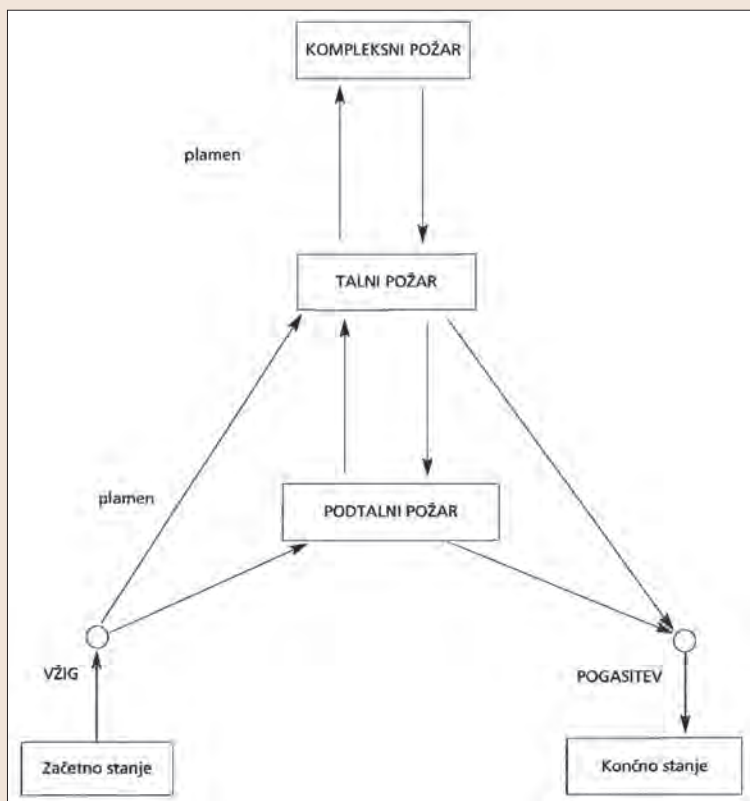 KOMPLEKSNI POŽAR
plamen
TALNI POŽAR
plamen
PODTALNI POŽAR
VŽIG
POGASITEV
Začetno stanje
Končno stanje